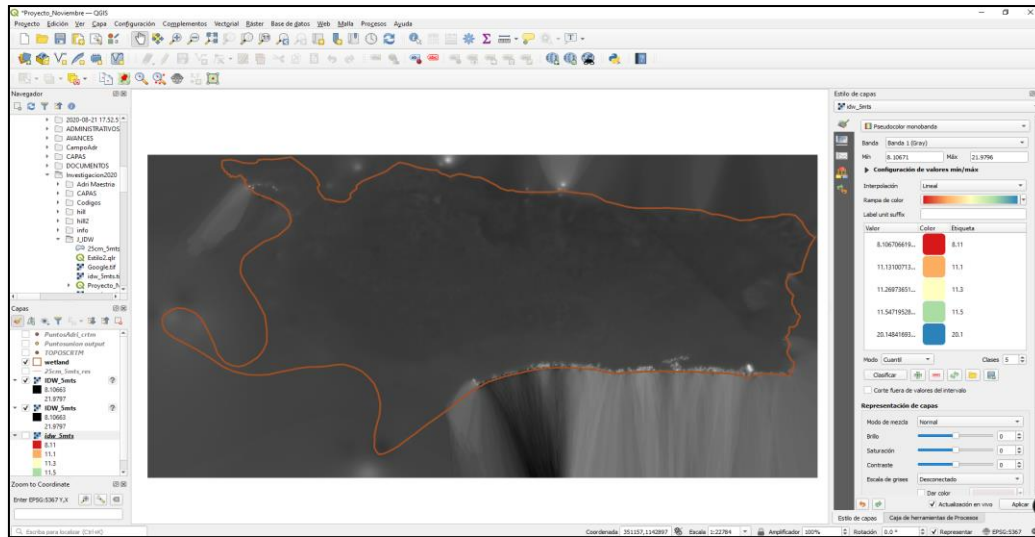 *Proyecto_Noviembre — QGIS
Proyecto Edición Ver Capa Configuración Complementos Vectorial Ráster Base de datos Web Malla Procesos Ayuda
Navegador
2020-08-21 17.52.5
ADMINISTRATIVOS
AVANCES
CampoAdr
CAPAS
DOCUMENTOS
Investigacion2020
Adri Maestria
CAPAS
Codigos
hill
hill2
info
J_IDW
25cm_5mts
Estilo2.qlr
Google.tif
idw_5mts.ti
Proyecto_N
Capas
PuntosAdri_crtm
Puntosunion output
TOPOSCRTM
wetland
25cm_5mts_res
IDW_5mts
8.10663
21.9797
IDW_5mts
8.10663
21.9797
idw_5mts
8.11
11.1
11.3
11.5
Zoom to Coordinate
Enter EPSG:5367 Y,X
Estilo de capas
idw_5mts
Pseudocolor monobanda
Banda Banda 1 (Gray)
Mín 8.10671 Máx 21.9796
Configuración de valores mín/máx
Interpolación Lineal
Rampa de color
Label unit suffix
Valor Color Etiqueta
8.106706619... 8.11
11.13100713... 11.1
11.26973651... 11.3
11.54719528... 11.5
20.14841693... 20.1
Modo Cuantil Clases 5
Clasificar
Corte fuera de valores del intervalo
Representación de capas
Modo de mezcla Normal
Brillo 0
Saturación 0
Contraste 0
Escala de grises Desconectado
Dar color
Actualización en vivo Aplicar
Estilo de capas Caja de herramientas de Procesos
Escriba para localizar (Ctrl+K) Coordenada 351157,1142897 Escala 1:22784 Amplificador 100% Rotación 0.0 ° Representar EPSG:5367